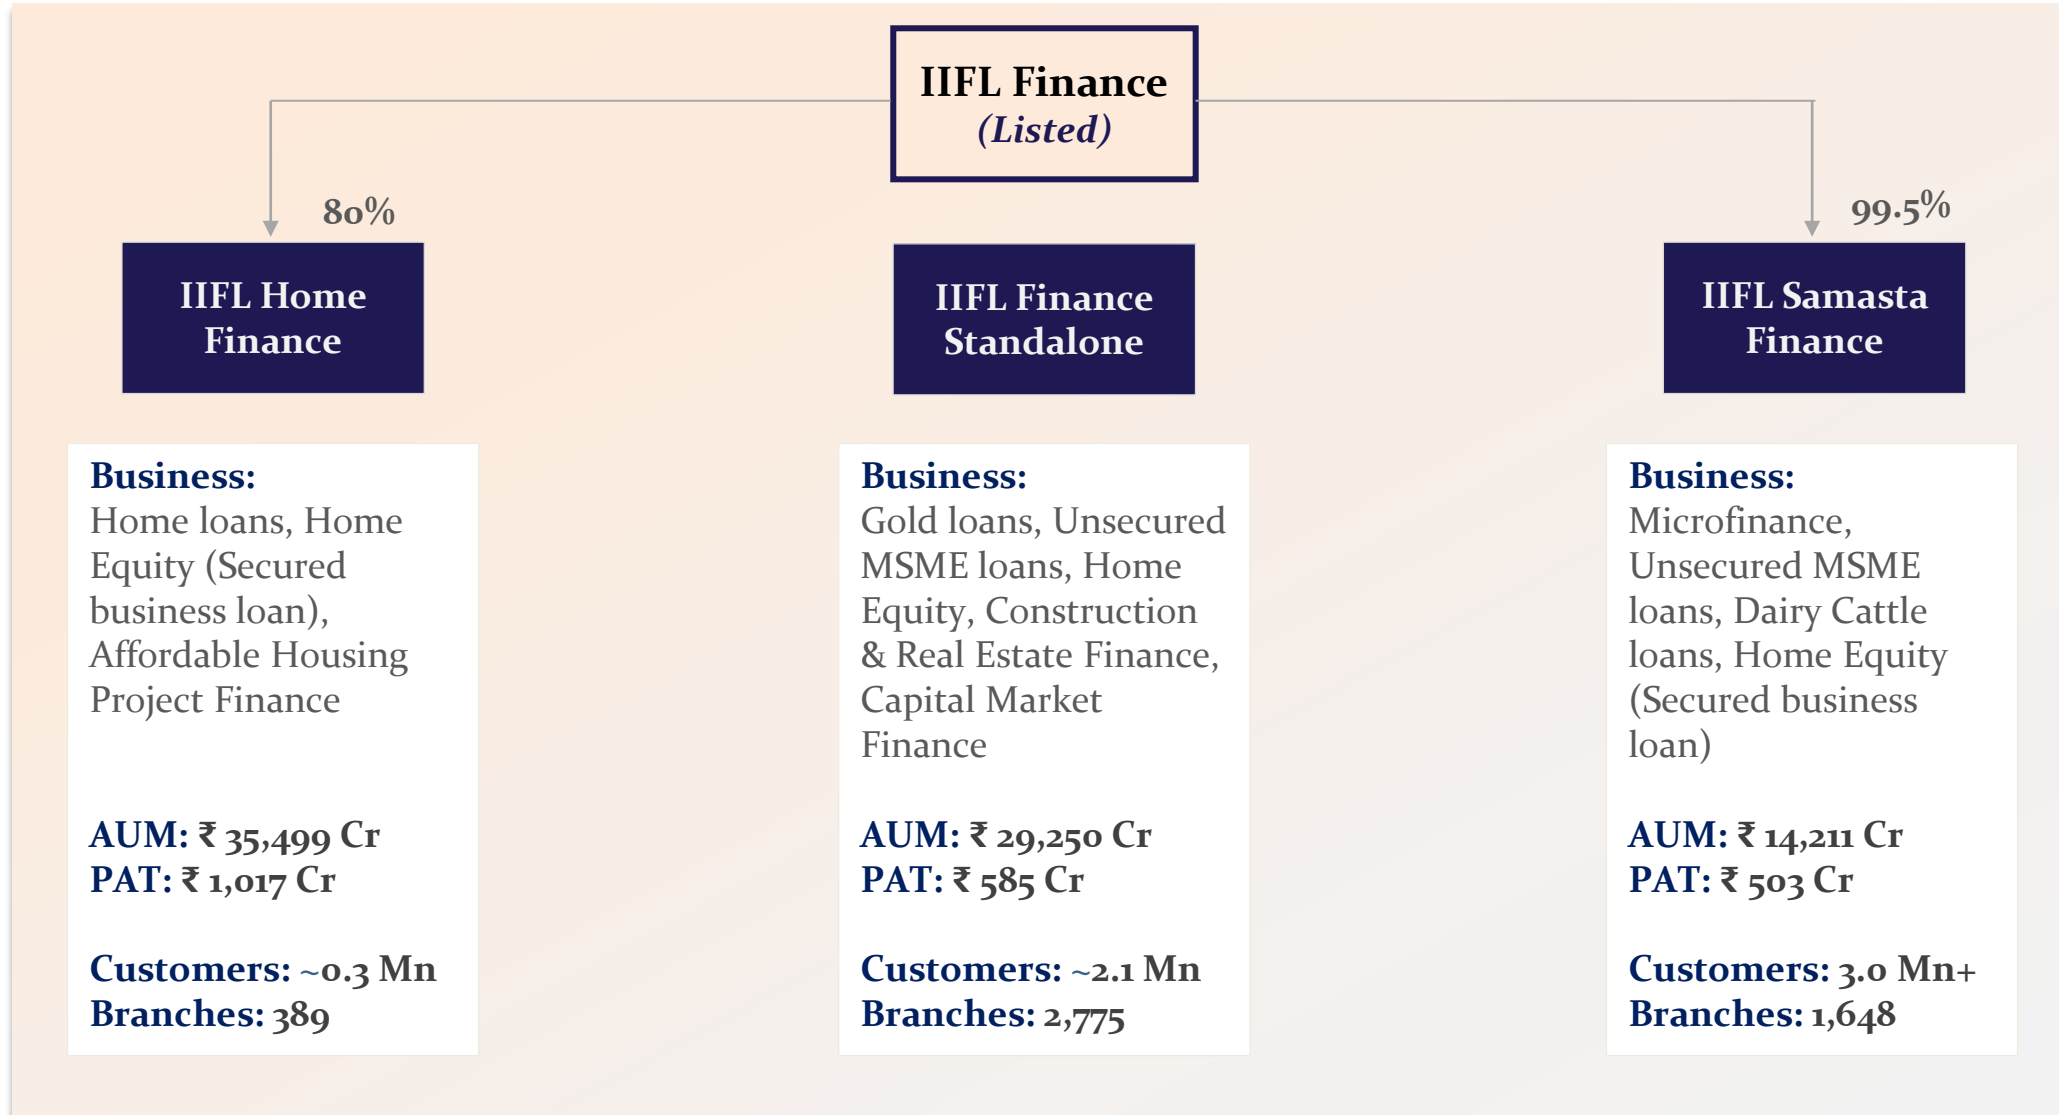 IIFL Finance
(Listed)
80%
99.5%
IIFL Home
Finance
IIFL Finance
Standalone
IIFL Samasta
Finance
Business:
Home loans, Home
Equity (Secured
business loan),
Affordable Housing
Project Finance
AUM: ₹ 35,499 Cr
PAT: ₹ 1,017 Cr
Customers: ~0.3 Mn
Branches: 389
Business:
Gold loans, Unsecured
MSME loans, Home
Equity, Construction
& Real Estate Finance,
Capital Market
Finance
AUM: ₹ 29,250 Cr
PAT: ₹ 585 Cr
Customers: ~2.1 Mn
Branches: 2,775
Business:
Microfinance,
Unsecured MSME
loans, Dairy Cattle
loans, Home Equity
(Secured business
loan)
AUM: ₹ 14,211 Cr
PAT: ₹ 503 Cr
Customers: 3.0 Mn+
Branches: 1,648